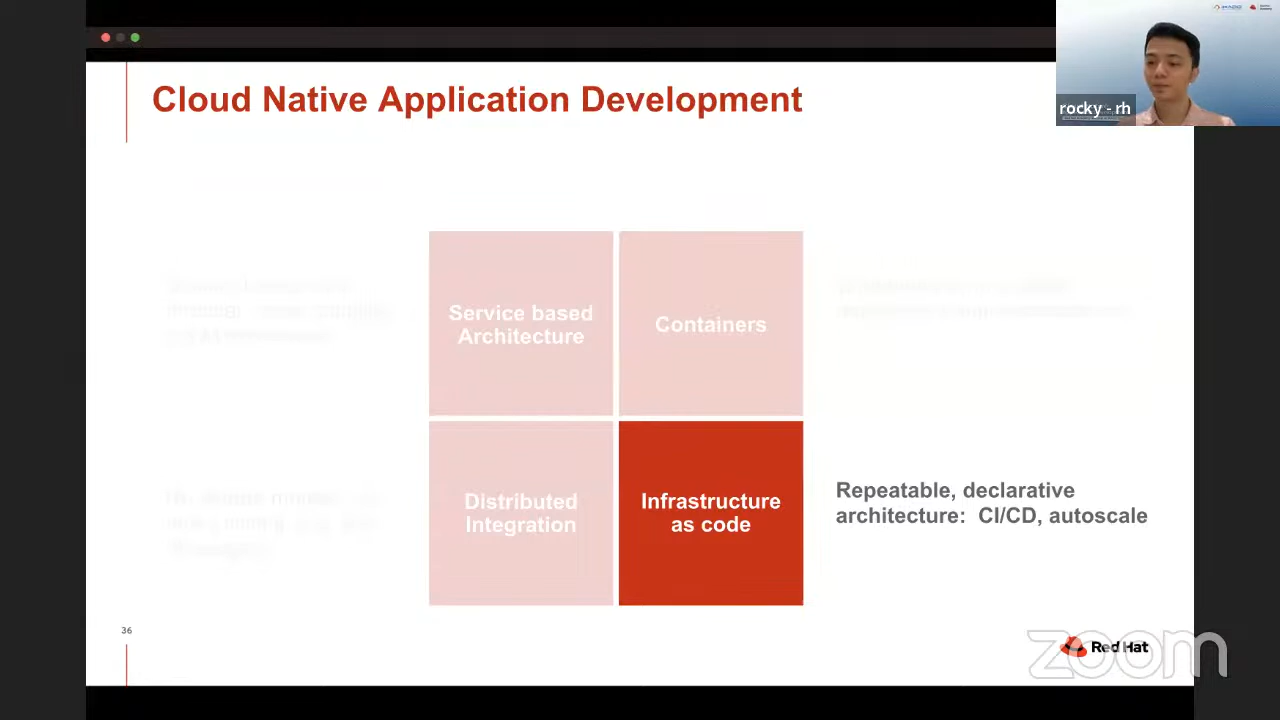 Cloud Native Application Development
rocky - rh
Service based
Architecture
Containers
Distributed
Integration
Infrastructure
as code
Repeatable, declarative
architecture: CI/CD, autoscale
36
Red Hat
zoom